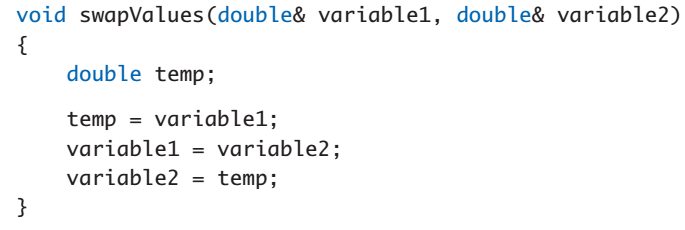 void swapValues(double& variable1, double& variable2)
{
    double temp;
    temp = variable1;
    variable1 = variable2;
    variable2 = temp;
}